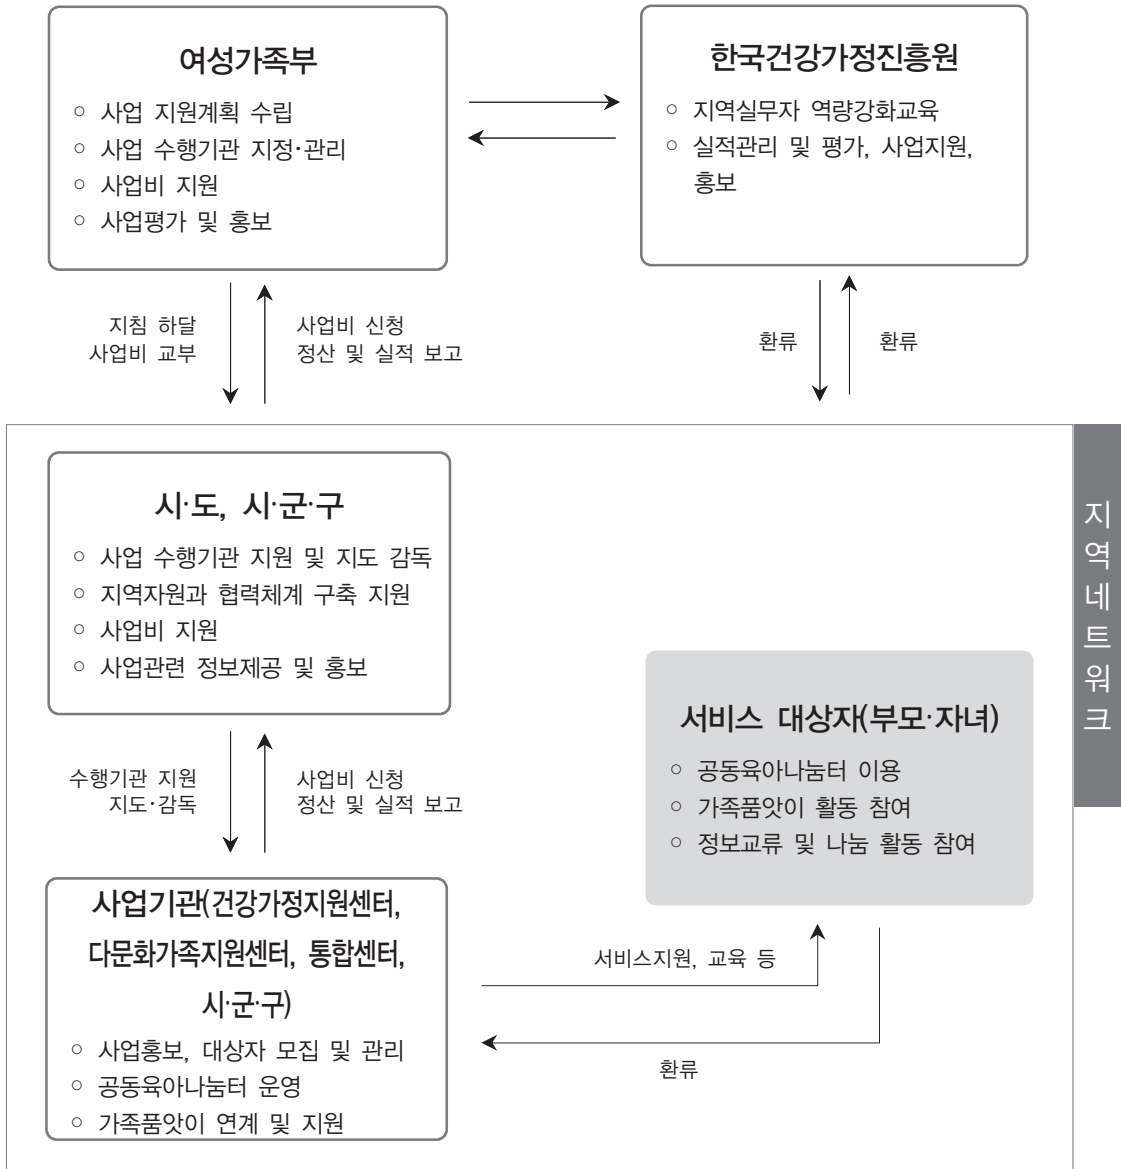 여성가족부
○ 사업 지원계획 수립
○ 사업 수행기관 지정·관리
○ 사업비 지원
○ 사업평가 및 홍보
한국건강가정진흥원
○ 지역실무자 역량강화교육
○ 실적관리 및 평가, 사업지원,
홍보
지침 하달
사업비 교부
사업비 신청
정산 및 실적 보고
환류
환류
시·도, 시·군·구
○ 사업 수행기관 지원 및 지도 감독
○ 지역자원과 협력체계 구축 지원
○ 사업비 지원
○ 사업관련 정보제공 및 홍보
지역네트워크
수행기관 지원
지도·감독
사업비 신청
정산 및 실적 보고
서비스 대상자(부모·자녀)
○ 공동육아나눔터 이용
○ 가족품앗이 활동 참여
○ 정보교류 및 나눔 활동 참여
사업기관(건강가정지원센터,
다문화가족지원센터, 통합센터,
시·군·구)
○ 사업홍보, 대상자 모집 및 관리
○ 공동육아나눔터 운영
○ 가족품앗이 연계 및 지원
서비스지원, 교육 등
환류